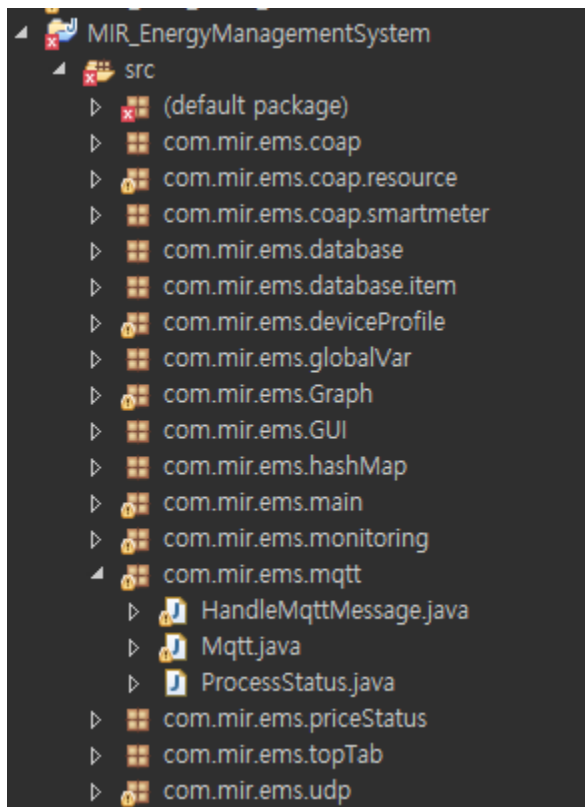 MIR_EnergyManagementSystem
src
(default package)
com.mir.ems.coap
com.mir.ems.coap.resource
com.mir.ems.coap.smartmeter
com.mir.ems.database
com.mir.ems.database.item
com.mir.ems.deviceProfile
com.mir.ems.globalVar
com.mir.ems.Graph
com.mir.ems.GUI
com.mir.ems.hashMap
com.mir.ems.main
com.mir.ems.monitoring
com.mir.ems.mqtt
HandleMqttMessage.java
Mqtt.java
ProcessStatus.java
com.mir.ems.priceStatus
com.mir.ems.topTab
com.mir.ems.udp